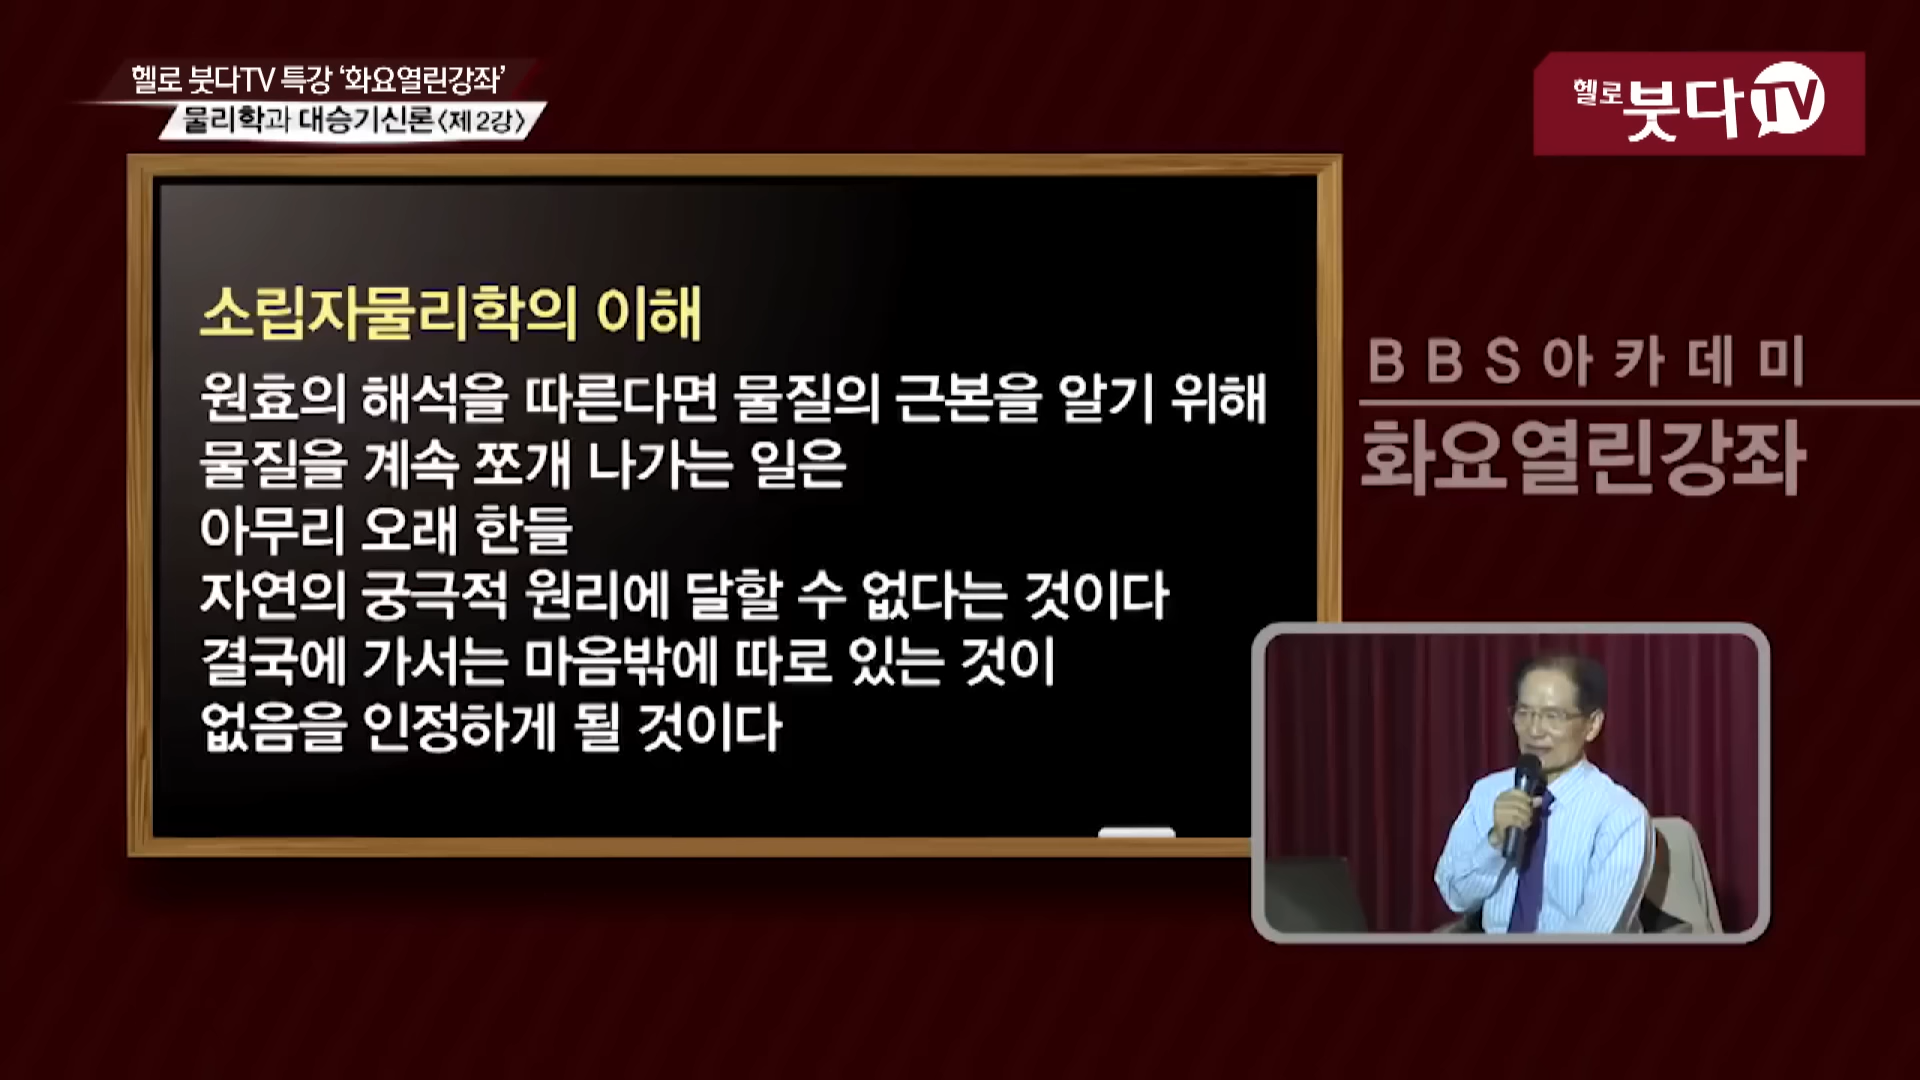 헬로 붓다TV 특강 ‘화요열린강좌’
물리학과 대승기신론<제2강>
헬로붓다TV
소립자물리학의 이해
원효의 해석을 따른다면 물질의 근본을 알기 위해
물질을 계속 쪼개 나가는 일은
아무리 오래 한들
자연의 궁극적 원리에 달할 수 없다는 것이다
결국에 가서는 마음밖에 따로 있는 것이
없음을 인정하게 될 것이다
BBS아카데미
화요열린강좌